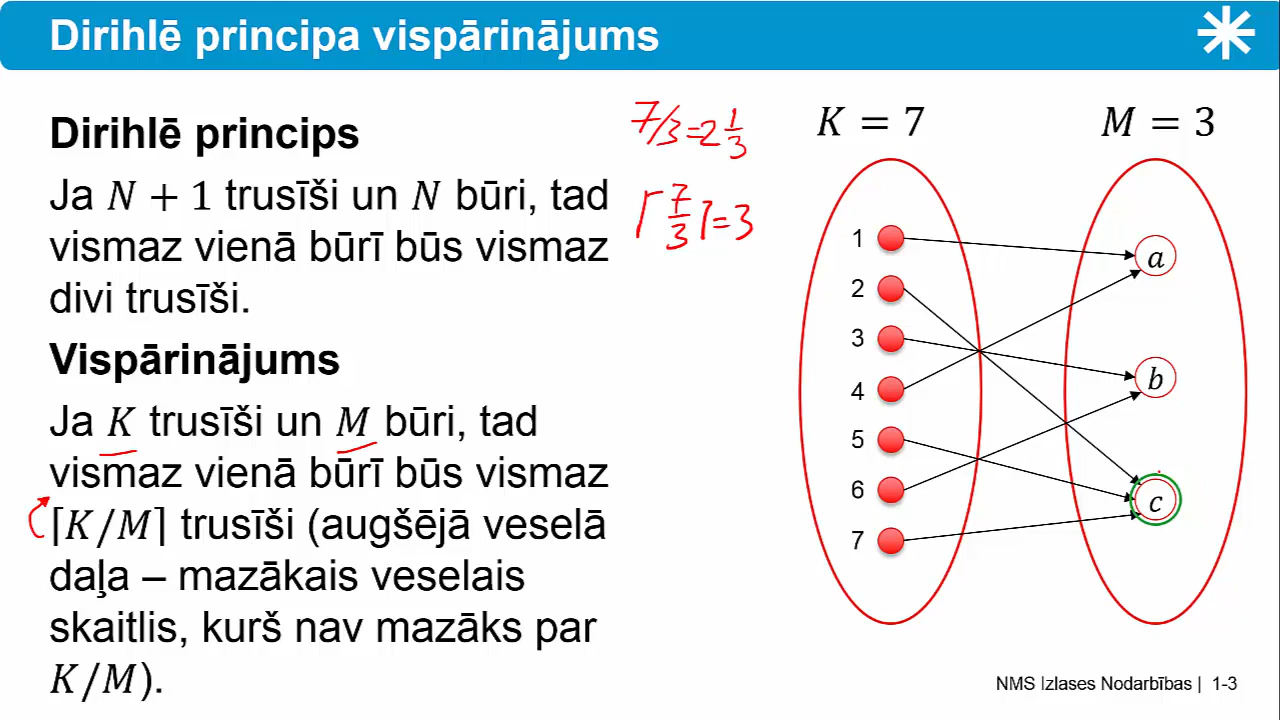 Dirihlē principa vispārinājums
Dirihlē princips
Ja N + 1 trusīši un N būri, tad
vismaz vienā būrī būs vismaz
divi trusīši.
Vispārinājums
Ja K trusīši un M būri, tad
vismaz vienā būrī būs vismaz
⌈K/M⌉ trusīši (augšējā veselā
daļa – mazākais veselais
skaitlis, kurš nav mazāks par
K/M).
7/3=2 1/3
⌈7/3⌉=3
K = 7
M = 3
1
2
3
4
5
6
7
a
b
c
NMS Izlases Nodarbības | 1-3